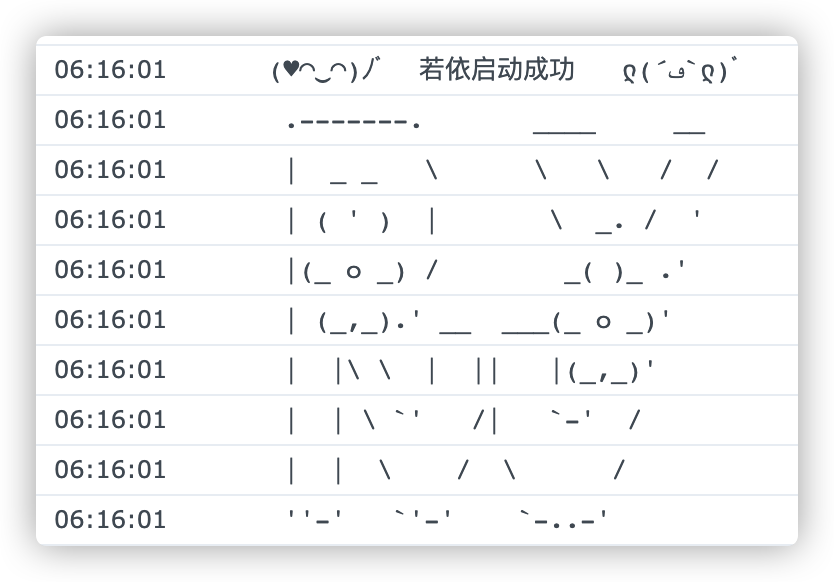 06:16:01       (♥◠‿◠)ノ゙  若依启动成功   ლ(´ڡ`ლ)゙
06:16:01        .-------.       ____     __
06:16:01        |  _ _   \      \   \   /  /
06:16:01        | ( ' )  |       \  _. /  '
06:16:01        |(_ o _) /        _( )_ .'
06:16:01        | (_,_).' __  ___(_ o _)'
06:16:01        |  |\ \  |  ||   |(_,_)'
06:16:01        |  | \ `'   /|   `-'  /
06:16:01        |  |  \    /  \      /
06:16:01        ''-'   `'-'    `-..-'